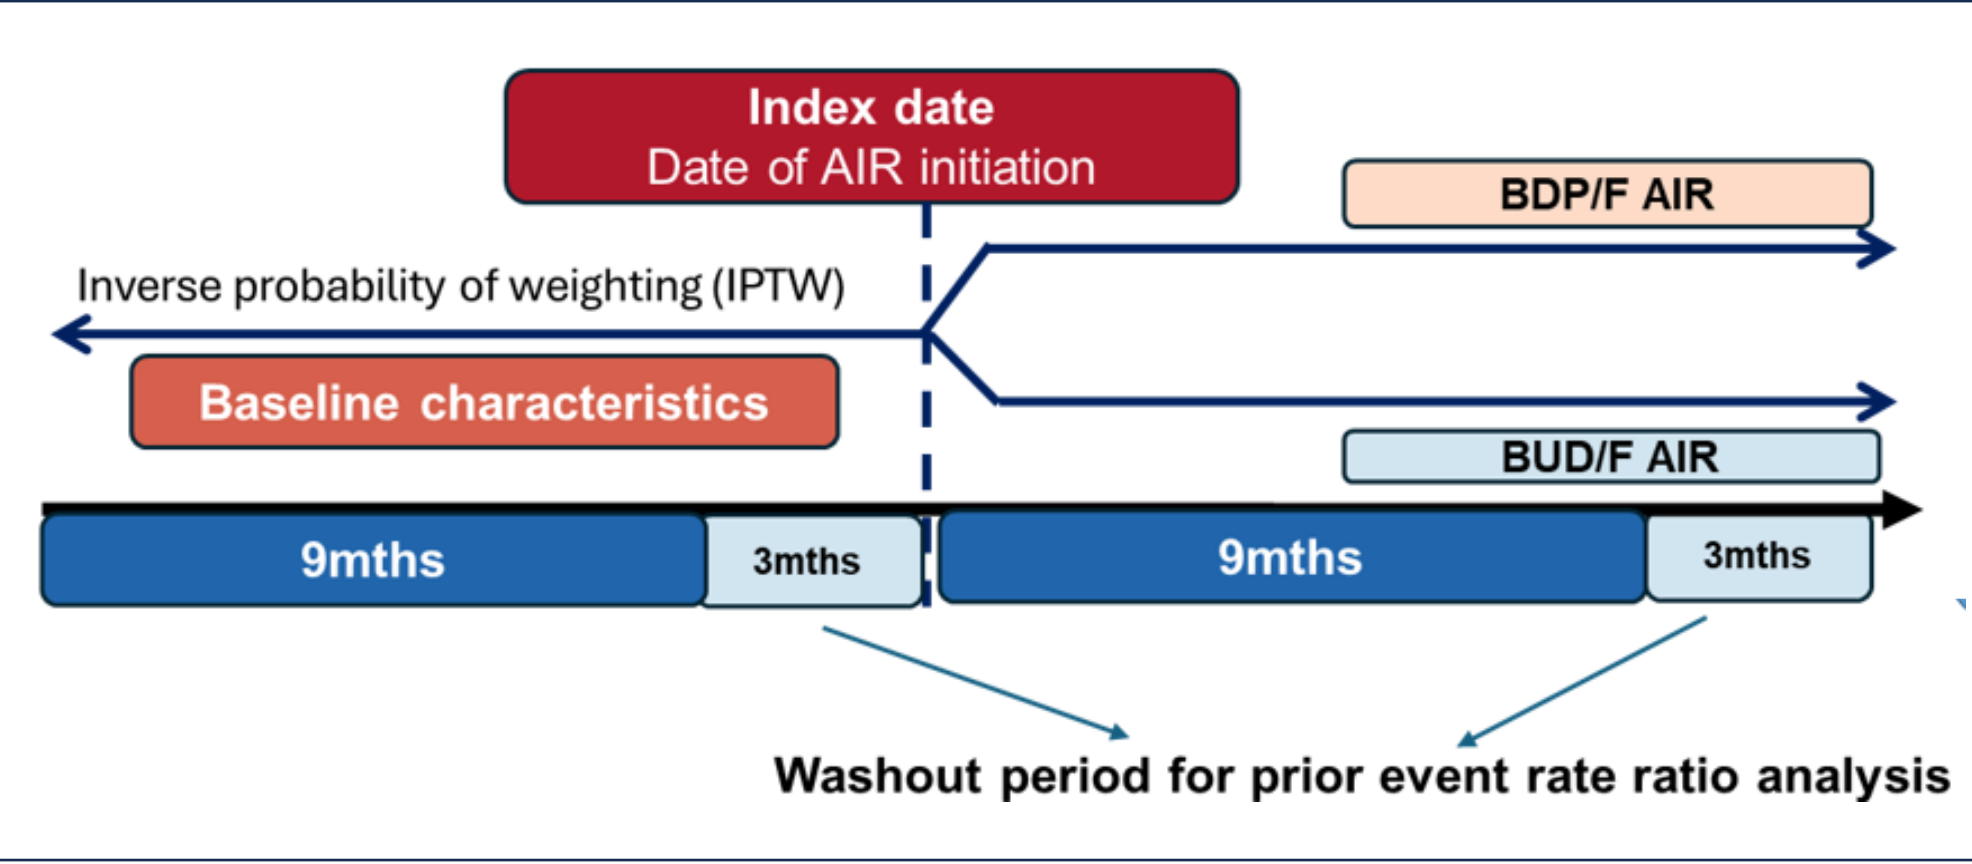 Index date
Date of AIR initiation
BDP/F AIR
Inverse probability of weighting (IPTW)
Baseline characteristics
BUD/F AIR
9mths
3mths
9mths
3mths
Washout period for prior event rate ratio analysis